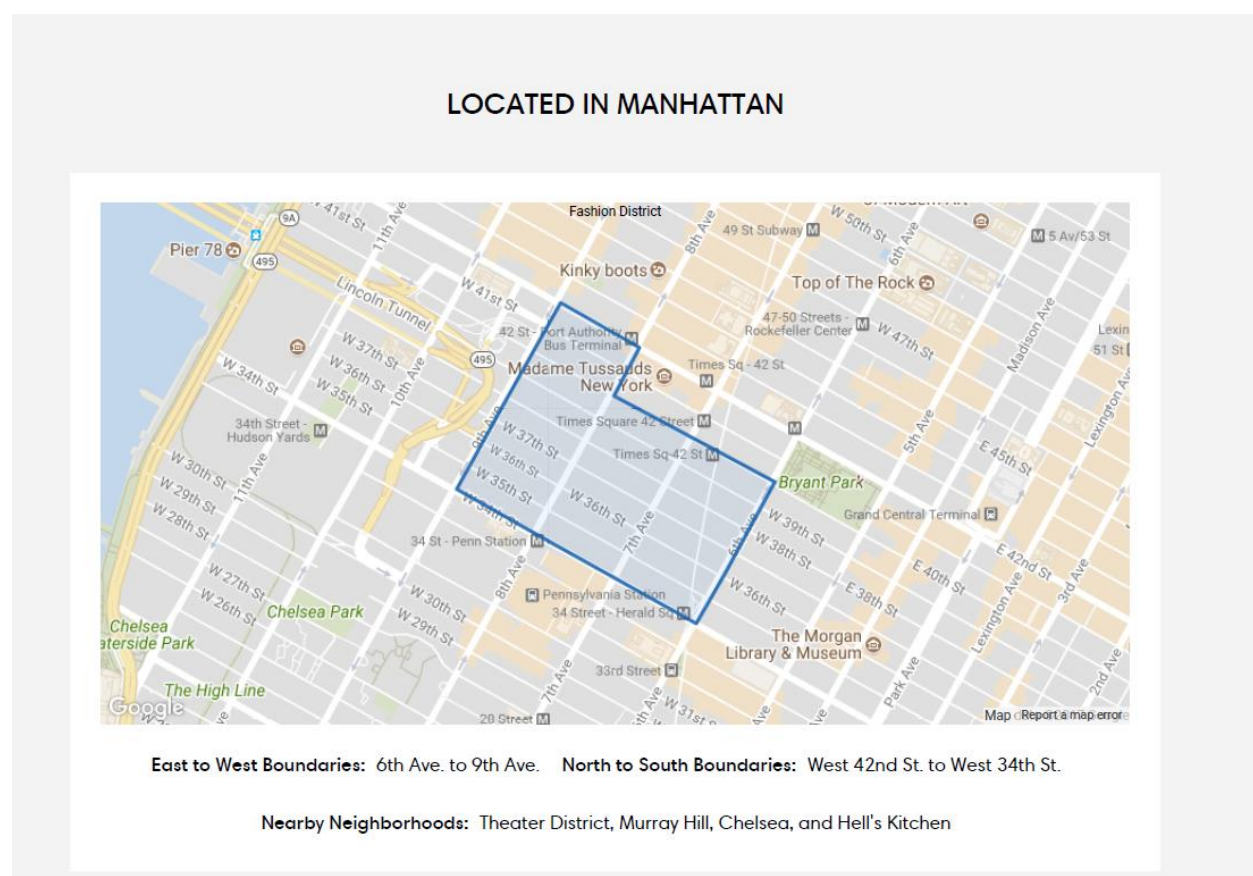 LOCATED IN MANHATTAN
Fashion District
W 41st St
9A
11th Ave
8th Ave
W 50th St
6th Ave
49 St Subway
5 Av/53 St
Pier 78
495
Kinky boots
Top of The Rock
Lincoln Tunnel
W 41st St
42 St - Port Authority
Bus Terminal
47-50 Streets -
Rockefeller Center
W 47th St
Madison Ave
51 St
W 37th St
W 36th St
W 35th St
10th Ave
495
Madame Tussauds
New York
Times Sq - 42 St
W 34th St
Lexington Ave
34th Street -
Hudson Yards
9th Ave
W 37th St
W 36th St
W 35th St
W 34th St
Times Square 42 Street
Times Sq-42 St
5th Ave
E 45th St
W 30th St
W 29th St
W 28th St
11th Ave
W 36th St
7th Ave
6th Ave
Bryant Park
W 39th St
W 38th St
Grand Central Terminal
34 St - Penn Station
8th Ave
E 42nd St
3rd Ave
E 40th St
E 38th St
W 27th St
W 26th St
Chelsea Park
W 30th St
W 29th St
Pennsylvania Station
34 Street - Herald Sq
W 36th St
Lexington Ave
Chelsea
aterside Park
The Morgan
Library & Museum
33rd Street
7th Ave
Park Ave
2nd Ave
The High Line
Google
28 Street
W 31st
Map
Report a map error
East to West Boundaries: 6th Ave. to 9th Ave. North to South Boundaries: West 42nd St. to West 34th St.
Nearby Neighborhoods: Theater District, Murray Hill, Chelsea, and Hell's Kitchen